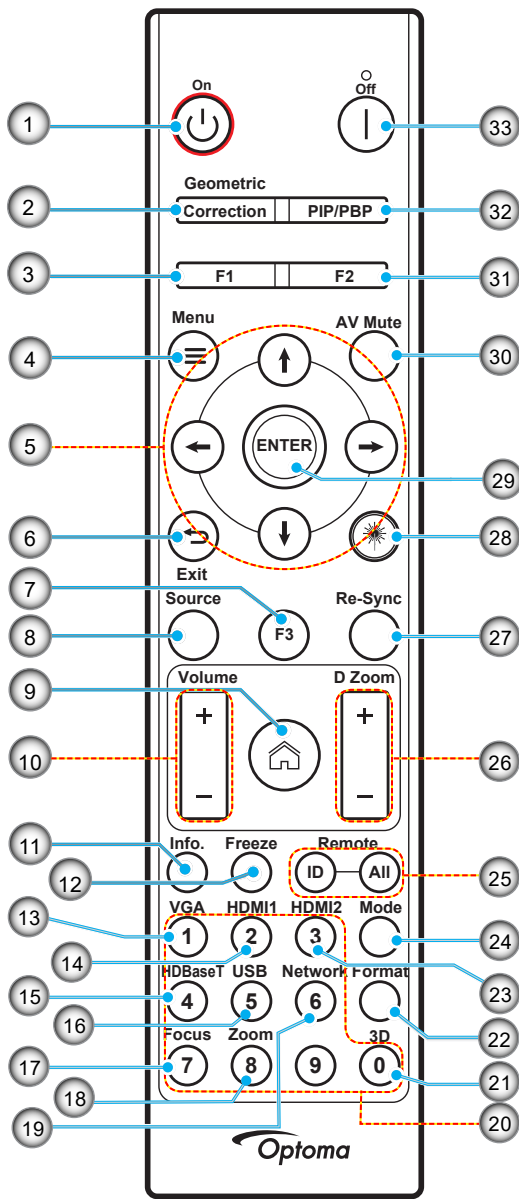 On Off
1 33
Geometric
2 Correction PIP/PBP 32
3 F1 F2 31
Menu AV Mute
4 30
5 ENTER
29
6 28
Exit
7
Source Re-Sync
8 F3 27
9 Volume D Zoom
+ +
10 26
– –
11 Info. Freeze Remote
12 ID All 25
VGA HDMI1 HDMI2 Mode
13 1 2 3 24
14 23
HDBaseT USB Network Format
15 4 5 6
16 22
Focus Zoom 3D
17 7 8 9 0 21
18
19 20
Optoma